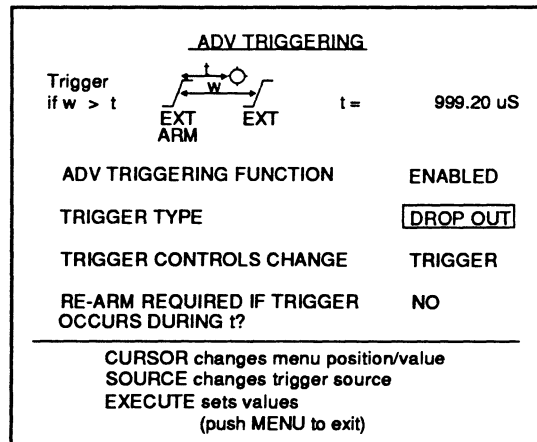 ADV TRIGGERING
Trigger
if w > t
t
w
EXT
ARM
EXT
t = 999.20 uS
ADV TRIGGERING FUNCTION ENABLED
TRIGGER TYPE DROP OUT
TRIGGER CONTROLS CHANGE TRIGGER
RE-ARM REQUIRED IF TRIGGER NO
OCCURS DURING t?
CURSOR changes menu position/value
SOURCE changes trigger source
EXECUTE sets values
(push MENU to exit)